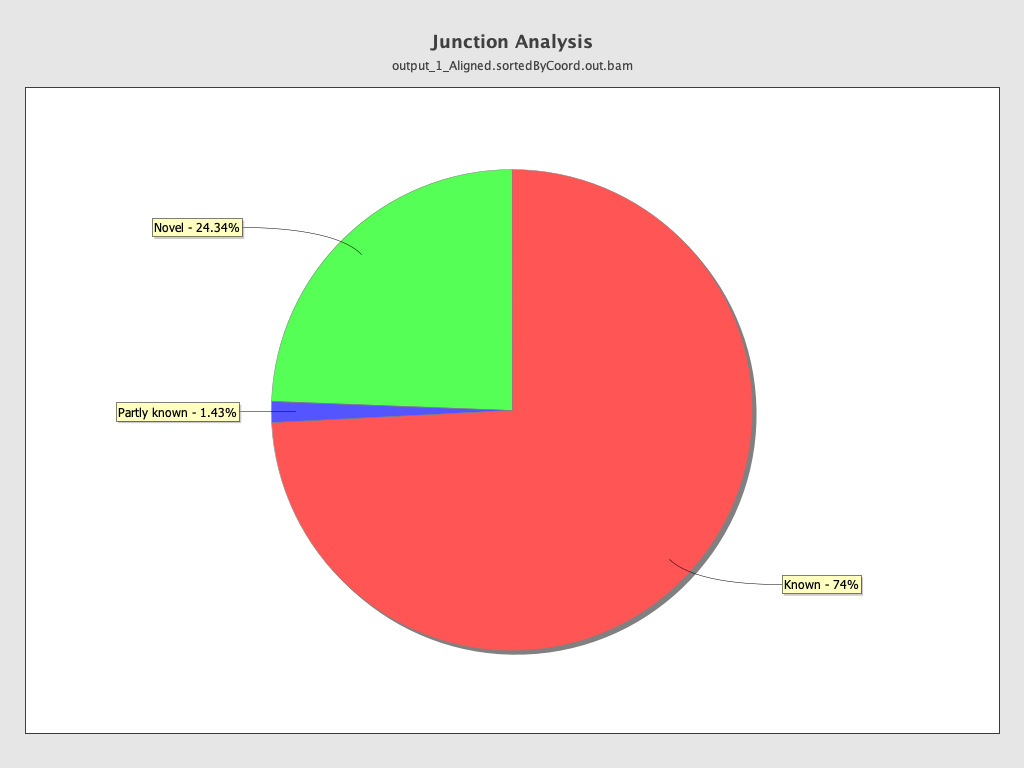 Junction Analysis
output_1_Aligned.sortedByCoord.out.bam
Novel - 24.34%
Partly known - 1.43%
Known - 74%